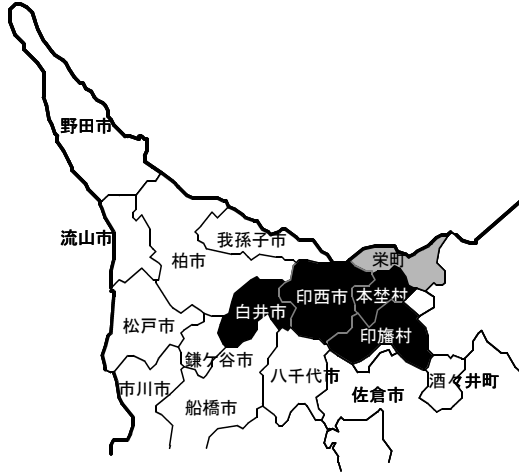 野田市
流山市
我孫子市
柏市
栄町
印西市
本埜村
白井市
松戸市
印旛村
鎌ケ谷市
八千代市
酒々井町
市川市
佐倉市
船橋市